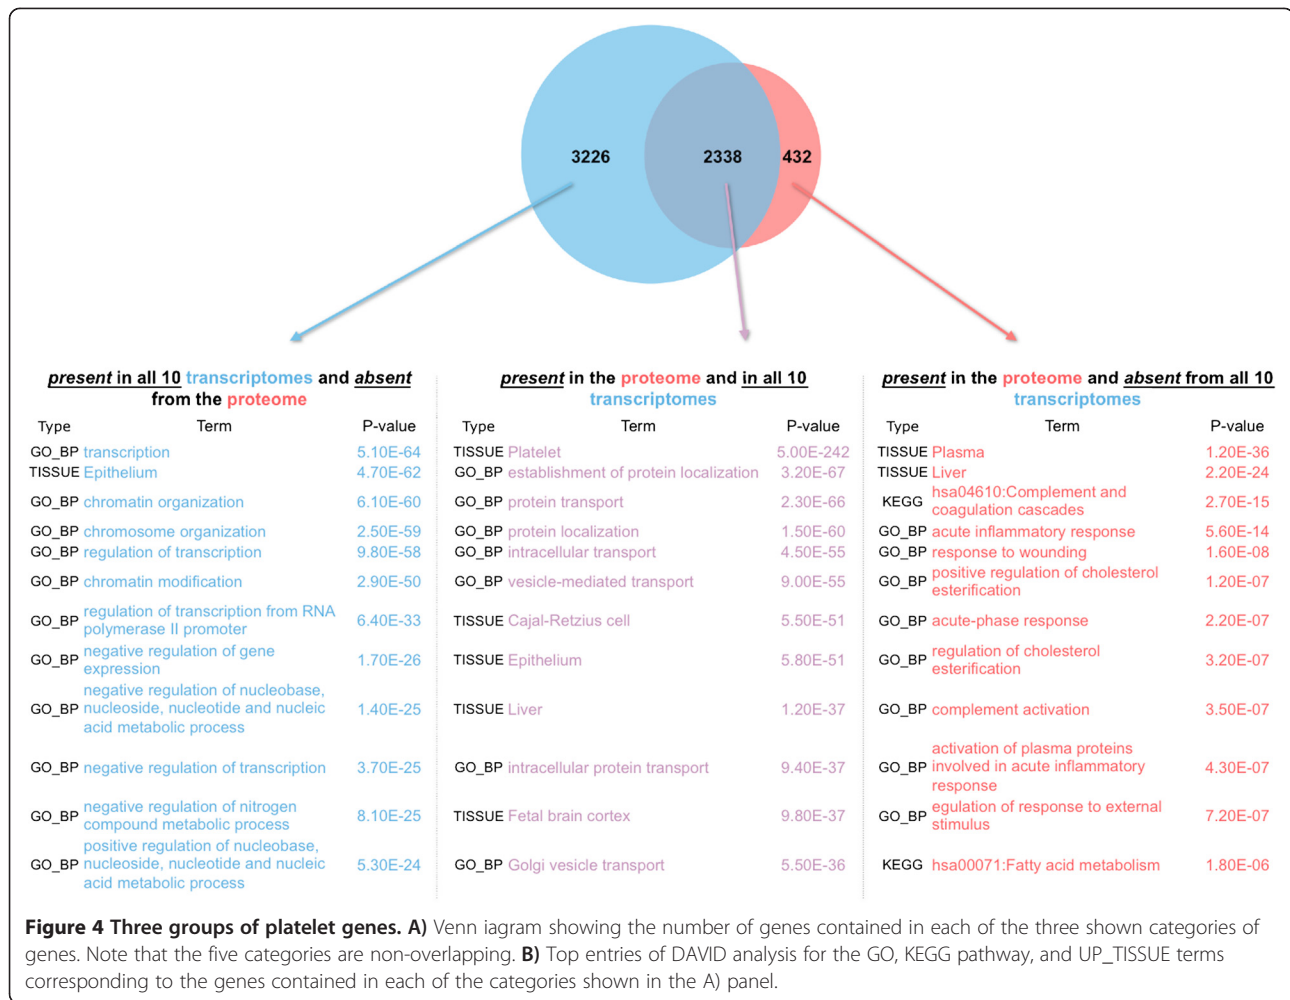 3226
2338
432
present in all 10 transcriptomes and absent
from the proteome
Type Term P-value
GO_BP transcription 5.10E-64
TISSUE Epithelium 4.70E-62
GO_BP chromatin organization 6.10E-60
GO_BP chromosome organization 2.50E-59
GO_BP regulation of transcription 9.80E-58
GO_BP chromatin modification 2.90E-50
regulation of transcription from RNA
GO_BP polymerase II promoter 6.40E-33
negative regulation of gene
GO_BP expression 1.70E-26
negative regulation of nucleobase,
GO_BP nucleoside, nucleotide and nucleic 1.40E-25
acid metabolic process
GO_BP negative regulation of transcription 3.70E-25
negative regulation of nitrogen
GO_BP compound metabolic process 8.10E-25
positive regulation of nucleobase,
GO_BP nucleoside, nucleotide and nucleic 5.30E-24
acid metabolic process
present in the proteome and in all 10
transcriptomes
Type Term P-value
TISSUE Platelet 5.00E-242
GO_BP establishment of protein localization 3.20E-67
GO_BP protein transport 2.30E-66
GO_BP protein localization 1.50E-60
GO_BP intracellular transport 4.50E-55
GO_BP vesicle-mediated transport 9.00E-55
TISSUE Cajal-Retzius cell 5.50E-51
TISSUE Epithelium 5.80E-51
TISSUE Liver 1.20E-37
GO_BP intracellular protein transport 9.40E-37
TISSUE Fetal brain cortex 9.80E-37
GO_BP Golgi vesicle transport 5.50E-36
present in the proteome and absent from all 10
transcriptomes
Type Term P-value
TISSUE Plasma 1.20E-36
TISSUE Liver 2.20E-24
hsa04610:Complement and
KEGG coagulation cascades 2.70E-15
GO_BP acute inflammatory response 5.60E-14
GO_BP response to wounding 1.60E-08
positive regulation of cholesterol
GO_BP esterification 1.20E-07
GO_BP acute-phase response 2.20E-07
regulation of cholesterol
GO_BP esterification 3.20E-07
GO_BP complement activation 3.50E-07
activation of plasma proteins
GO_BP involved in acute inflammatory 4.30E-07
response
egulation of response to external
GO_BP stimulus 7.20E-07
KEGG hsa00071:Fatty acid metabolism 1.80E-06
Figure 4 Three groups of platelet genes. A) Venn iagram showing the number of genes contained in each of the three shown categories of
genes. Note that the five categories are non-overlapping. B) Top entries of DAVID analysis for the GO, KEGG pathway, and UP_TISSUE terms
corresponding to the genes contained in each of the categories shown in the A) panel.